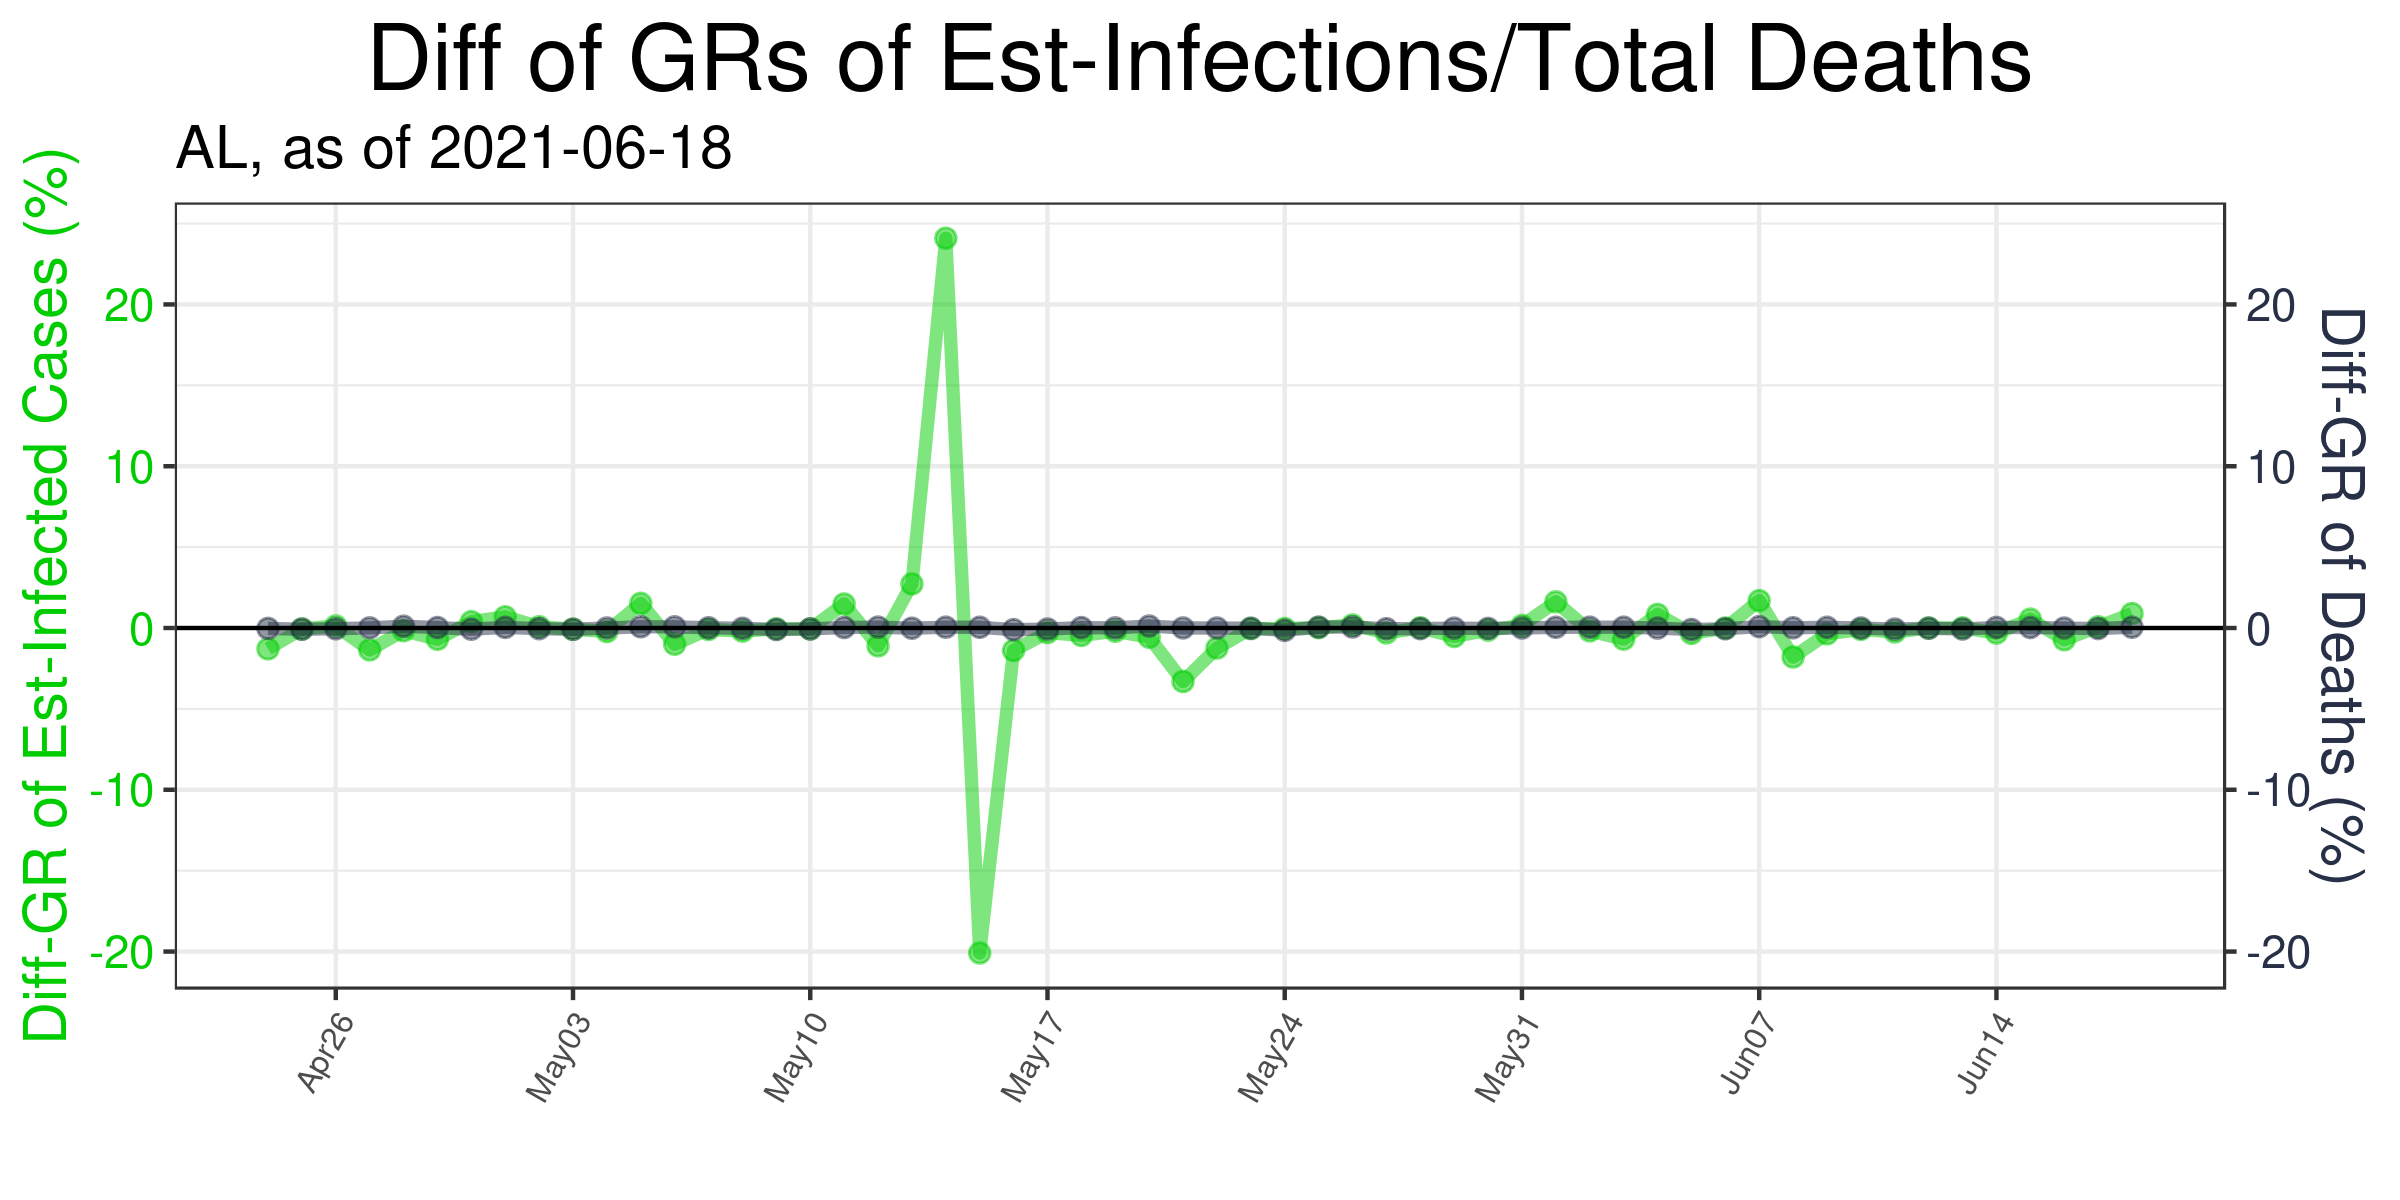 Diff of GRs of Est-Infections/Total Deaths
AL, as of 2021-06-18
Diff-GR of Est-Infected Cases (%)
20
10
0
-10
-20
20
10
0
-10
-20
Diff-GR of Deaths (%)
Apr26
May03
May10
May17
May24
May31
Jun07
Jun14